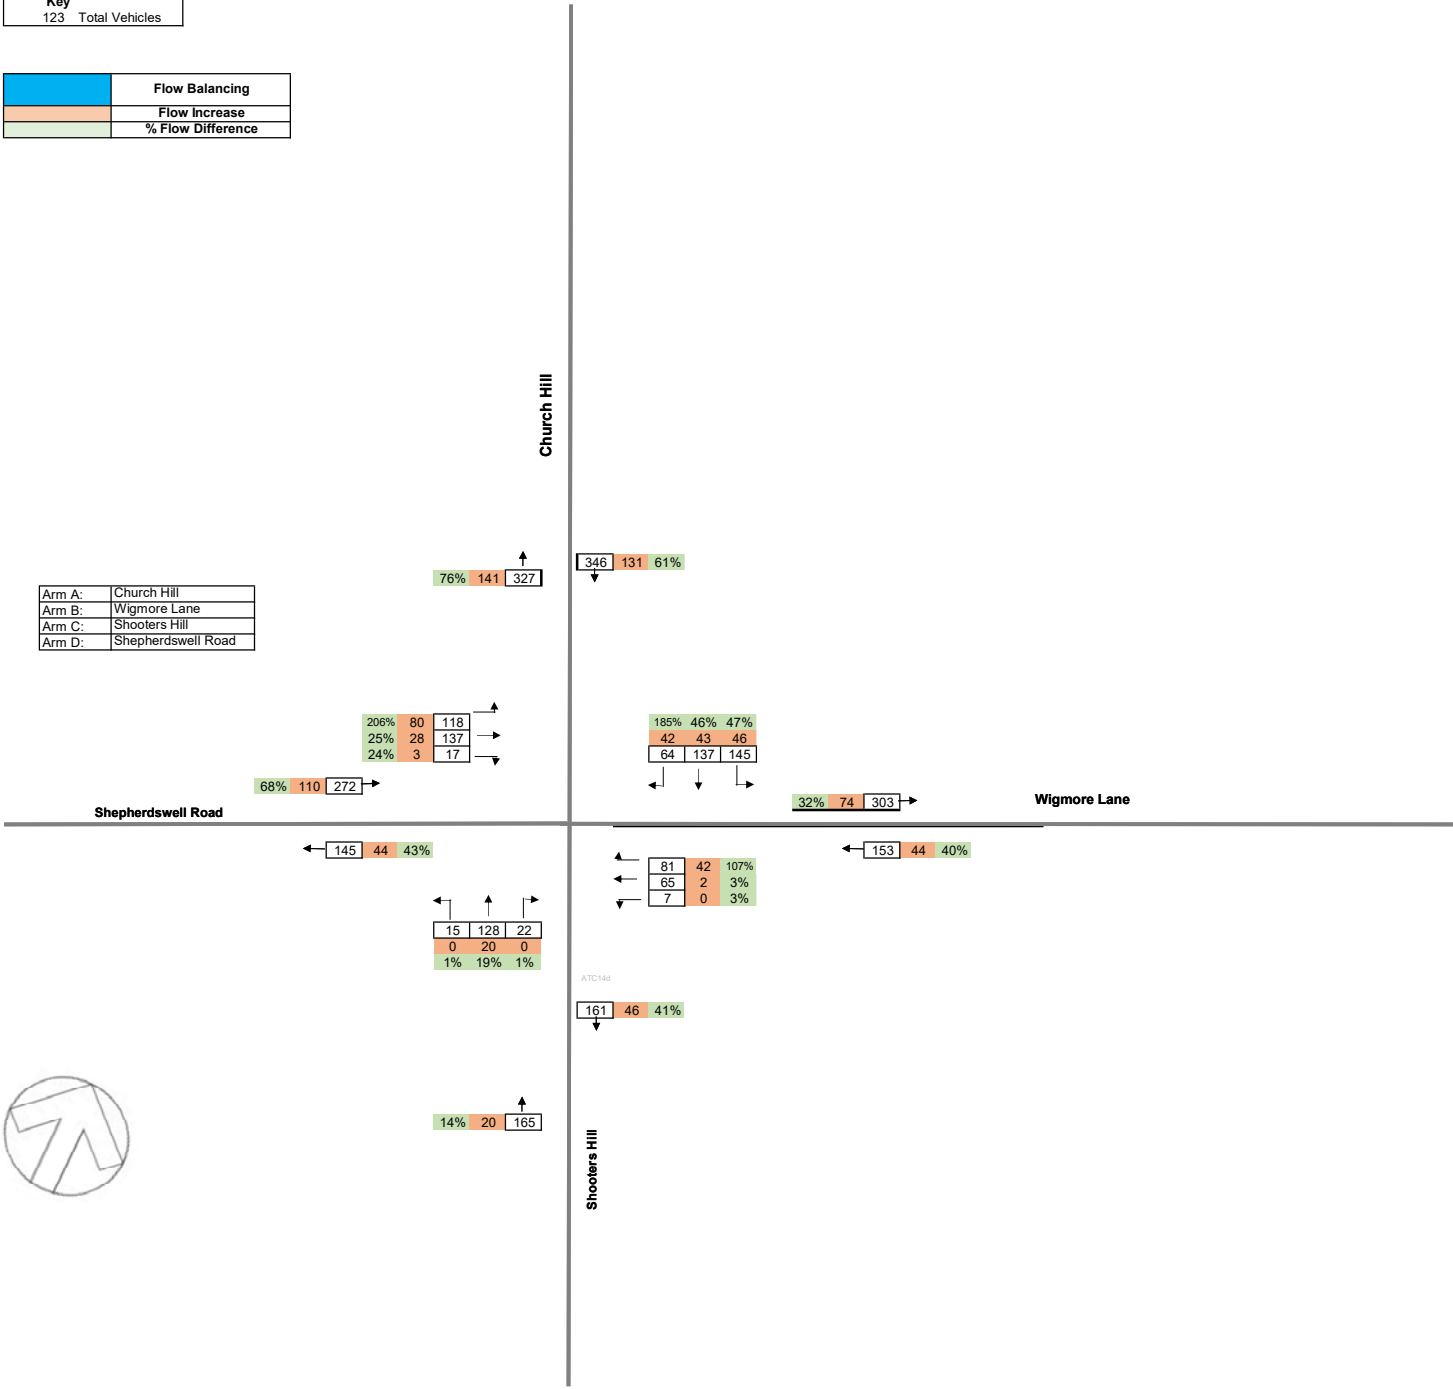 Key
123 Total Vehicles
Flow Balancing
Flow Increase
% Flow Difference
Church Hill
346 131 61%
76% 141 327
Arm A: Church Hill
Arm B: Wigmore Lane
Arm C: Shooters Hill
Arm D: Shepherdswell Road
206% 80 118
25% 28 137
24% 3 17
185% 46% 47%
42 43 46
64 137 145
68% 110 272
32% 74 303
Wigmore Lane
Shepherdswell Road
145 44 43%
153 44 40%
81 42 107%
65 2 3%
7 0 3%
15 128 22
0 20 0
1% 19% 1%
ATC14d
161 46 41%
14% 20 165
Shooters Hill